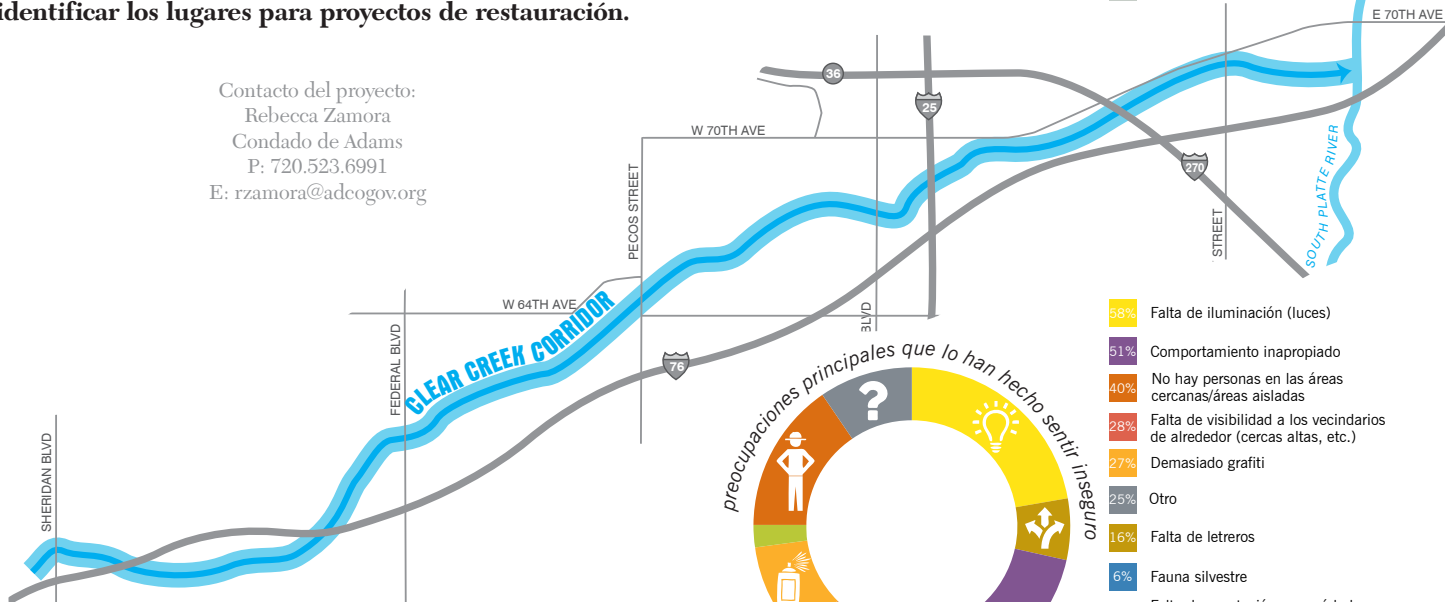 identificar los lugares para proyectos de restauración.
Contacto del proyecto:
Rebecca Zamora
Condado de Adams
P: 720.523.6991
E: rzamora@adcogov.org
E 70TH AVE
36
25
W 70TH AVE
270
SOUTH PLATTE RIVER
PECOS STREET
STREET
W 64TH AVE
CLEAR CREEK CORRIDOR
BLVD
FEDERAL BLVD
76
SHERIDAN BLVD
preocupaciones principales que lo han hecho sentir inseguro
?
58% Falta de iluminación (luces)
51% Comportamiento inapropiado
40% No hay personas en las áreas
cercanas/áreas aisladas
28% Falta de visibilidad a los vecindarios
de alrededor (cercas altas, etc.)
27% Demasiado grafiti
25% Otro
16% Falta de letreros
6% Fauna silvestre